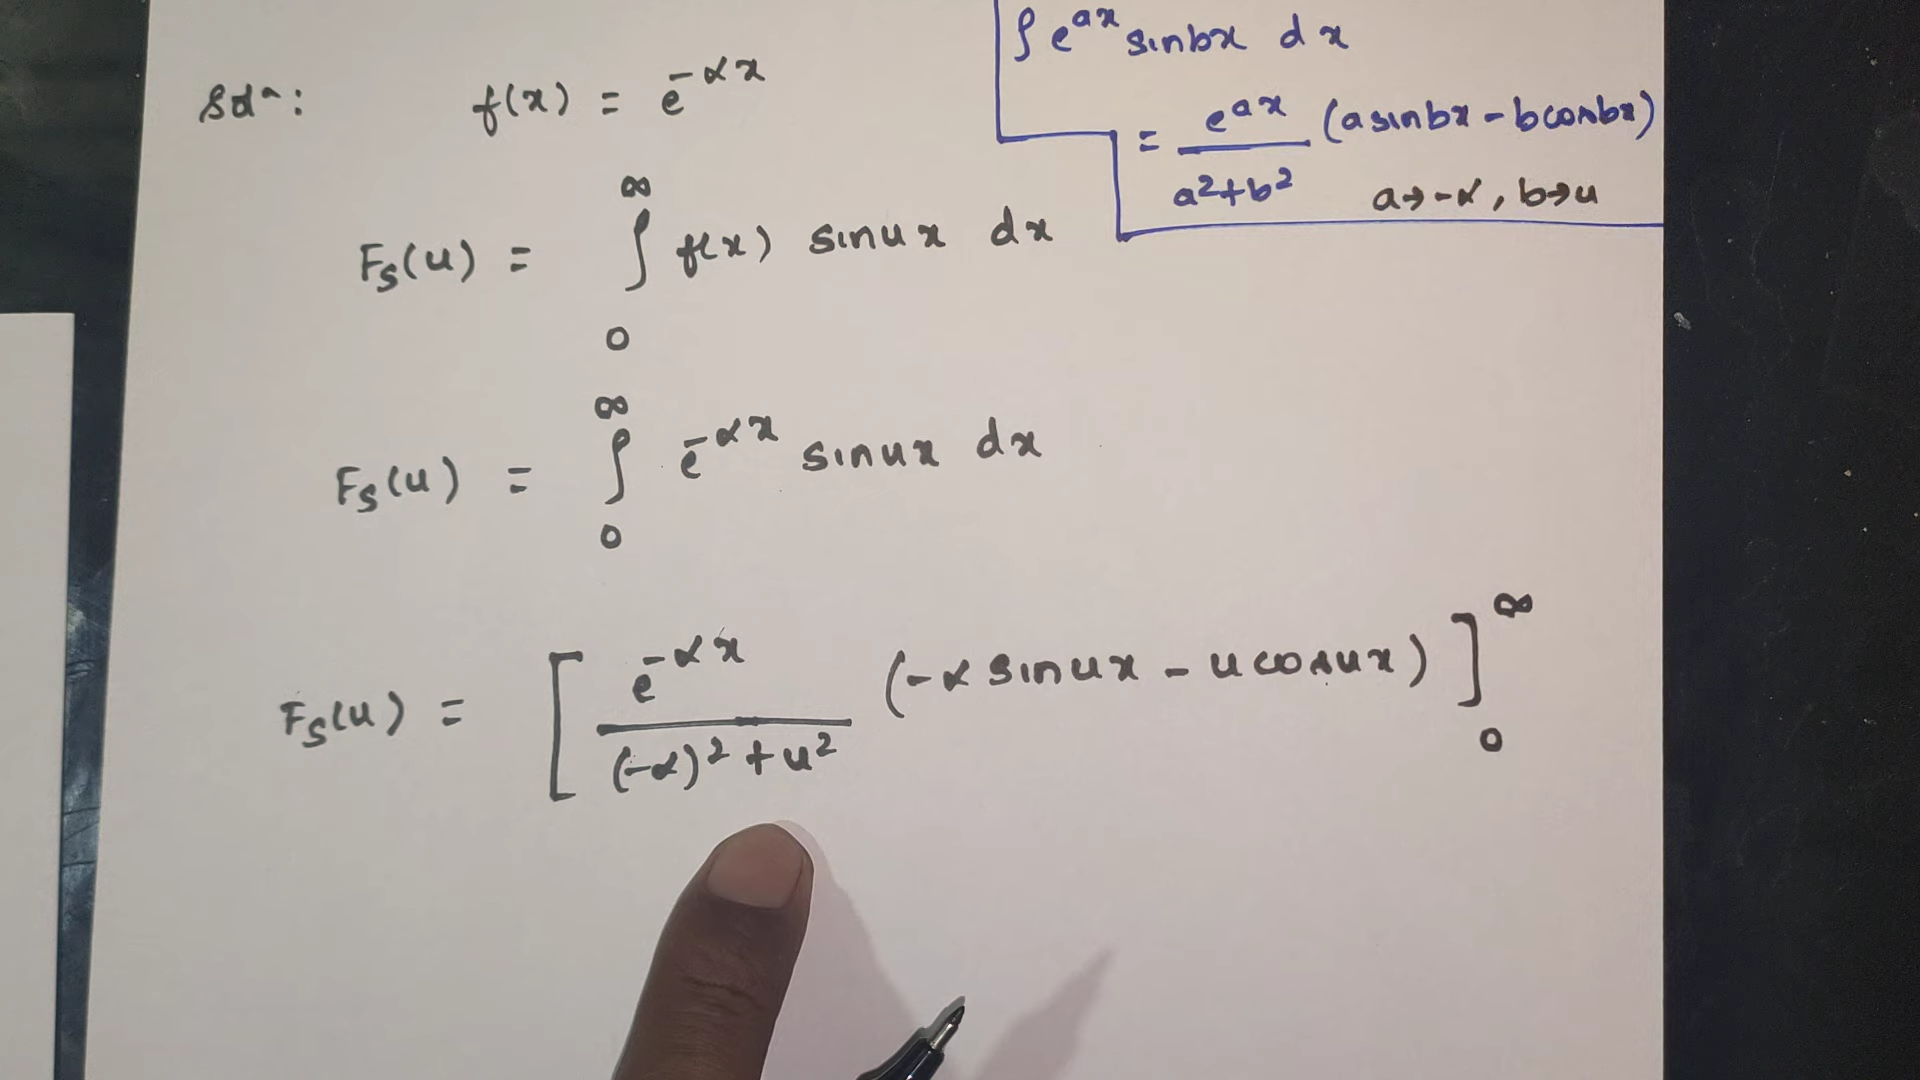 Solⁿ: f(x) = e^{-αx}
∫ e^{ax} sinbx dx
= e^{ax}/(a²+b²) (a sinbx - b cosbx)
a→-α, b→u
F_S(u) = ∫_0^∞ f(x) sinux dx
F_S(u) = ∫_0^∞ e^{-αx} sinux dx
F_S(u) = [ e^{-αx}/((-α)²+u²) (-α sinux - u cosux) ]_0^∞